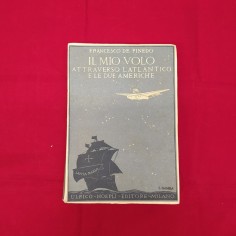 FRANCESCO DE PINEDO
IL MIO VOLO
ATTRAVERSO L'ATLANTICO
E LE DUE AMERICHE
ULRICO HOEPLI - EDITORE - MILANO